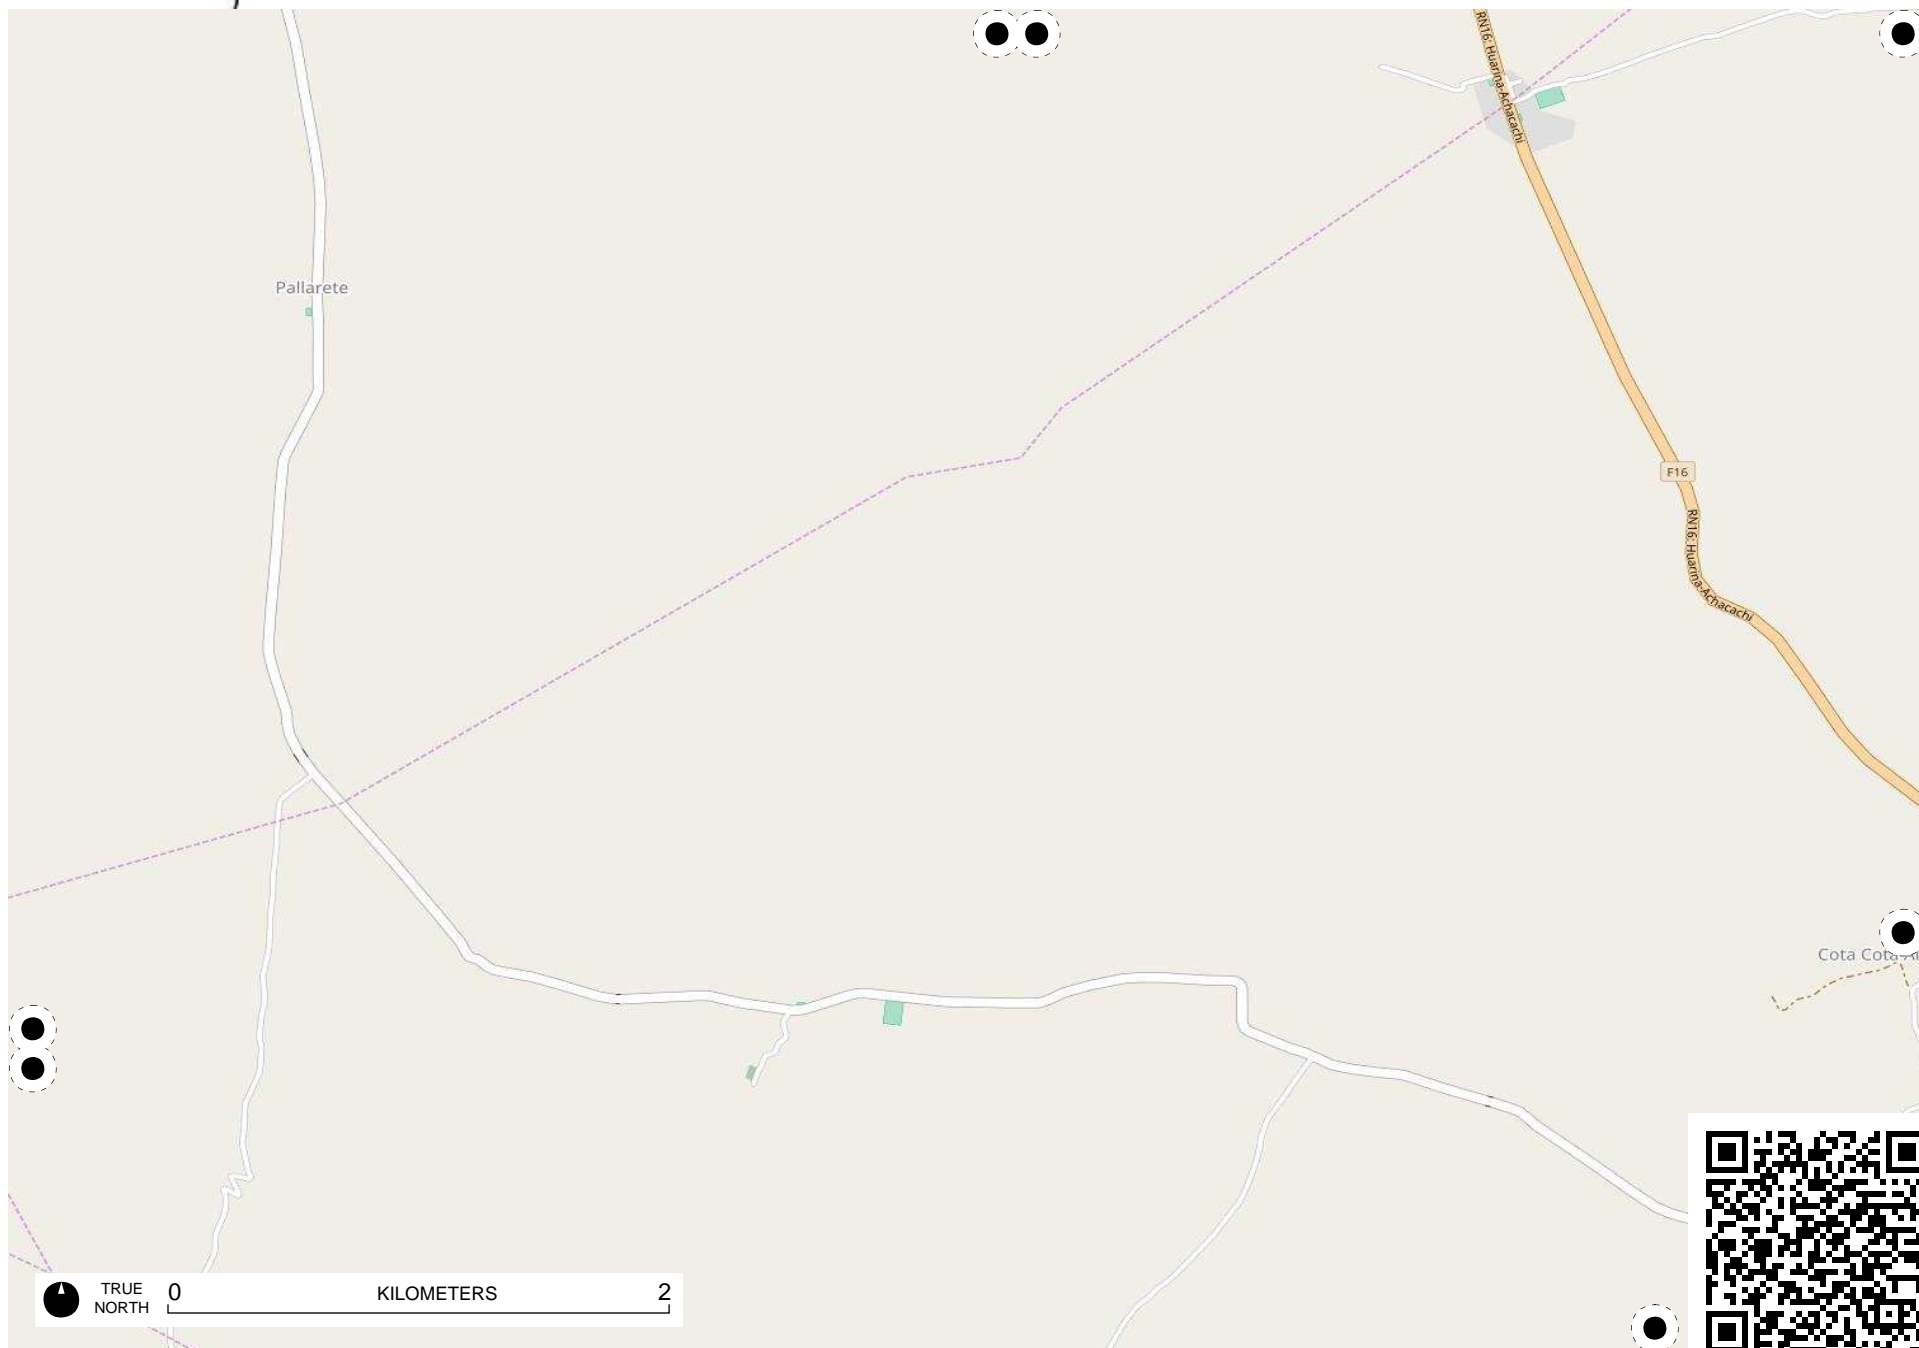 RN16: Huarina-Achacachi
Pallarete
F16
RN16: Huarina-Achacachi
Cota Cota
TRUE
NORTH
0
KILOMETERS
2